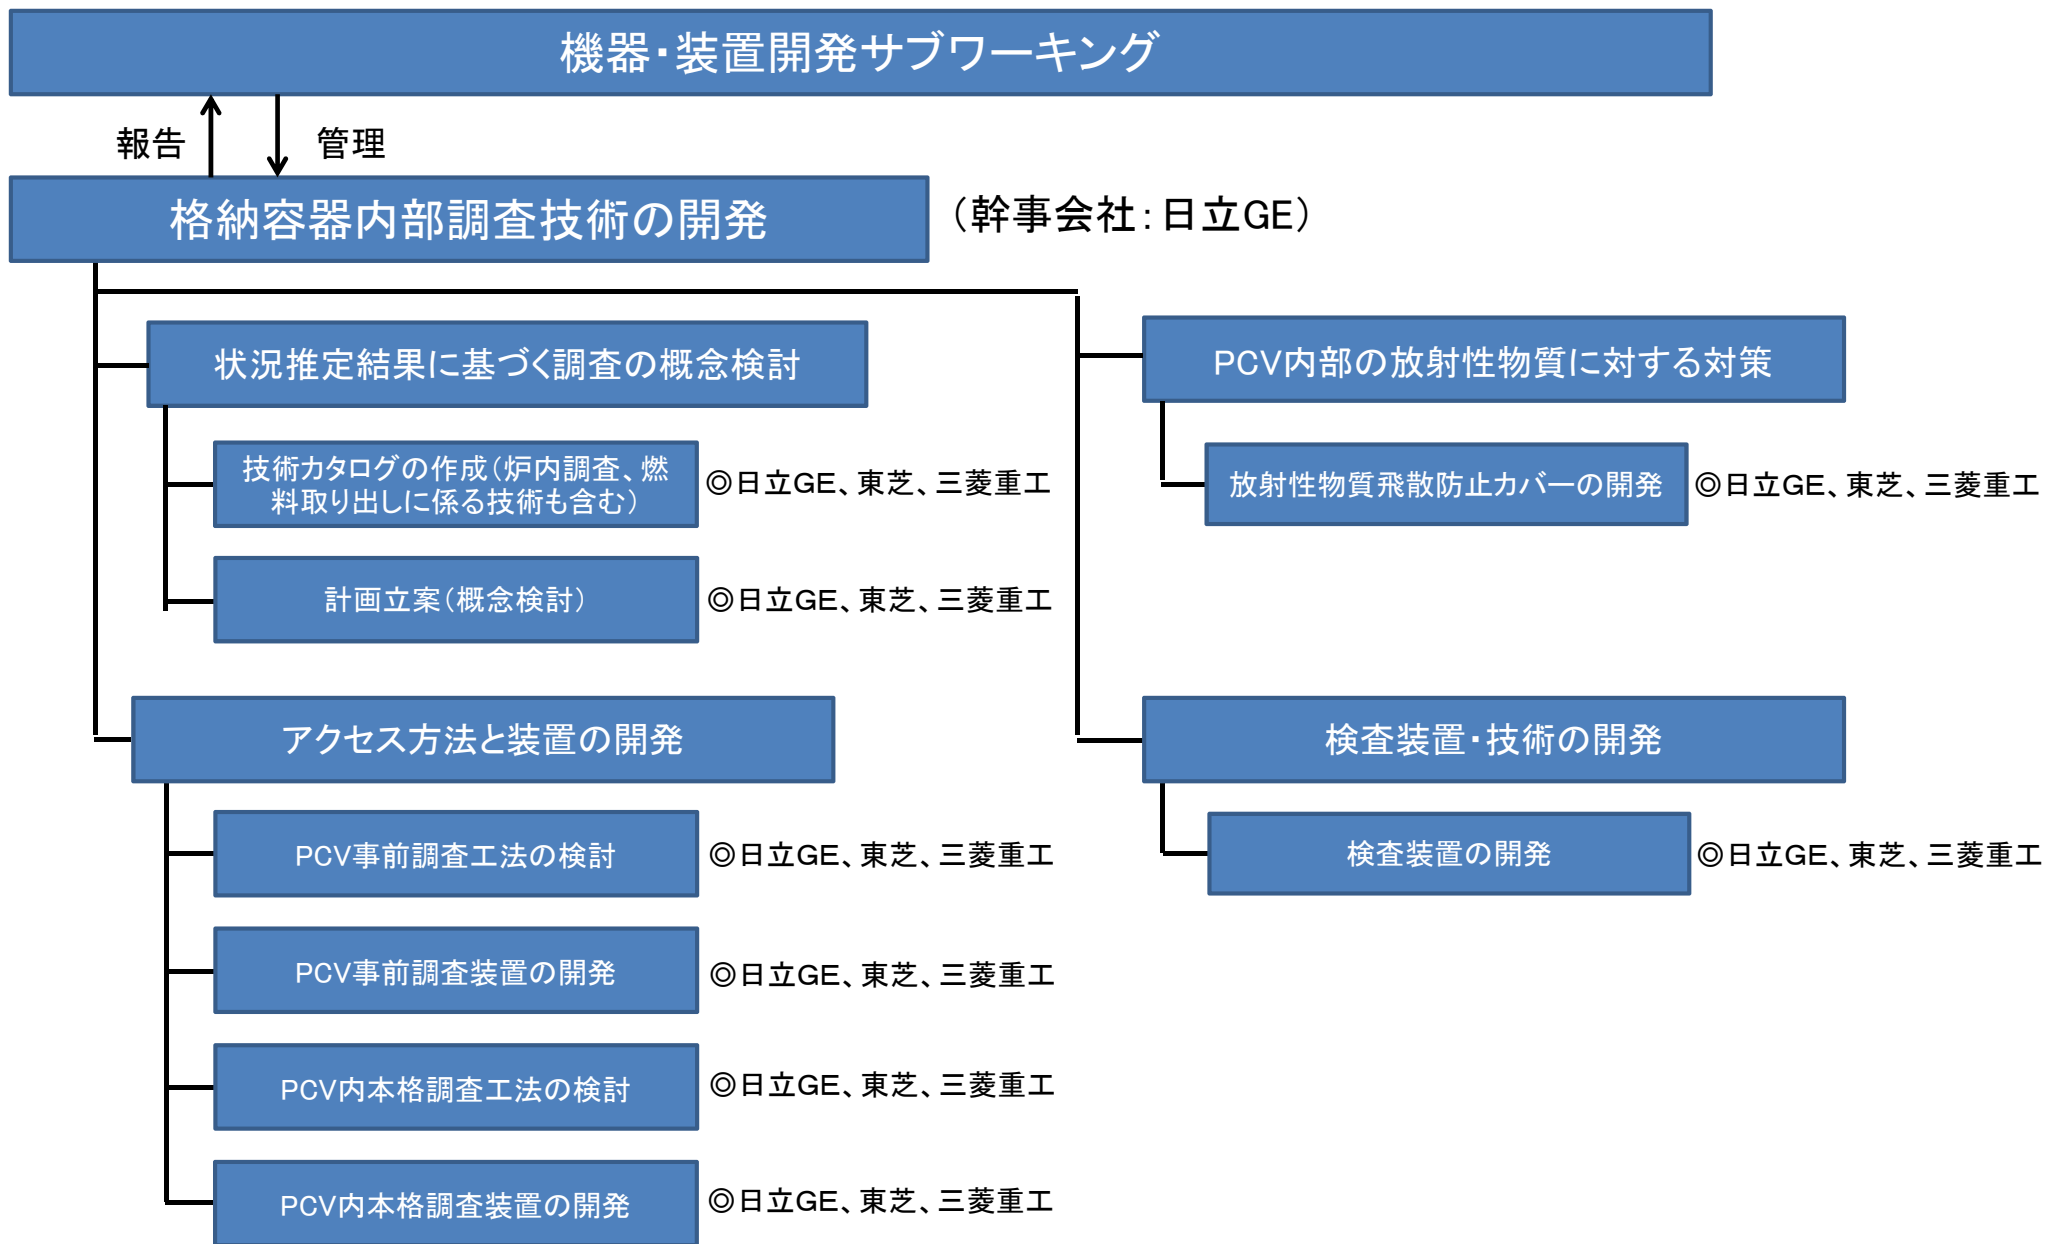 機器・装置開発サブワーキング
報告
管理
格納容器内部調査技術の開発
（幹事会社：日立GE）
状況推定結果に基づく調査の概念検討
技術カタログの作成（炉内調査、燃
料取り出しに係る技術も含む）
◎日立GE、東芝、三菱重工
計画立案（概念検討）
◎日立GE、東芝、三菱重工
アクセス方法と装置の開発
PCV事前調査工法の検討
◎日立GE、東芝、三菱重工
PCV事前調査装置の開発
◎日立GE、東芝、三菱重工
PCV内本格調査工法の検討
◎日立GE、東芝、三菱重工
PCV内本格調査装置の開発
◎日立GE、東芝、三菱重工
PCV内部の放射性物質に対する対策
放射性物質飛散防止カバーの開発
◎日立GE、東芝、三菱重工
検査装置・技術の開発
検査装置の開発
◎日立GE、東芝、三菱重工